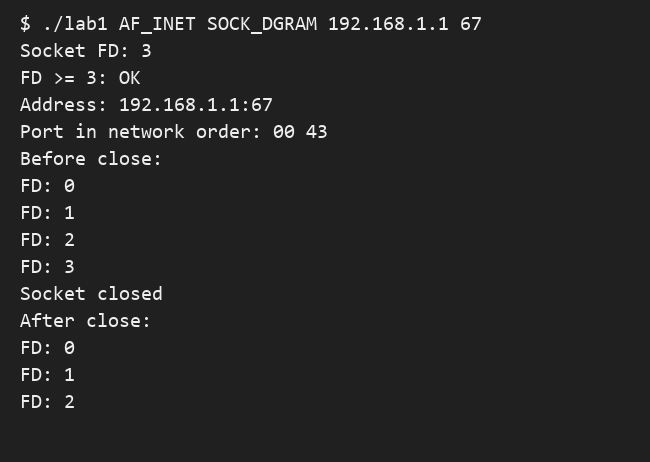 $ ./lab1 AF_INET SOCK_DGRAM 192.168.1.1 67
Socket FD: 3
FD >= 3: OK
Address: 192.168.1.1:67
Port in network order: 00 43
Before close:
FD: 0
FD: 1
FD: 2
FD: 3
Socket closed
After close:
FD: 0
FD: 1
FD: 2